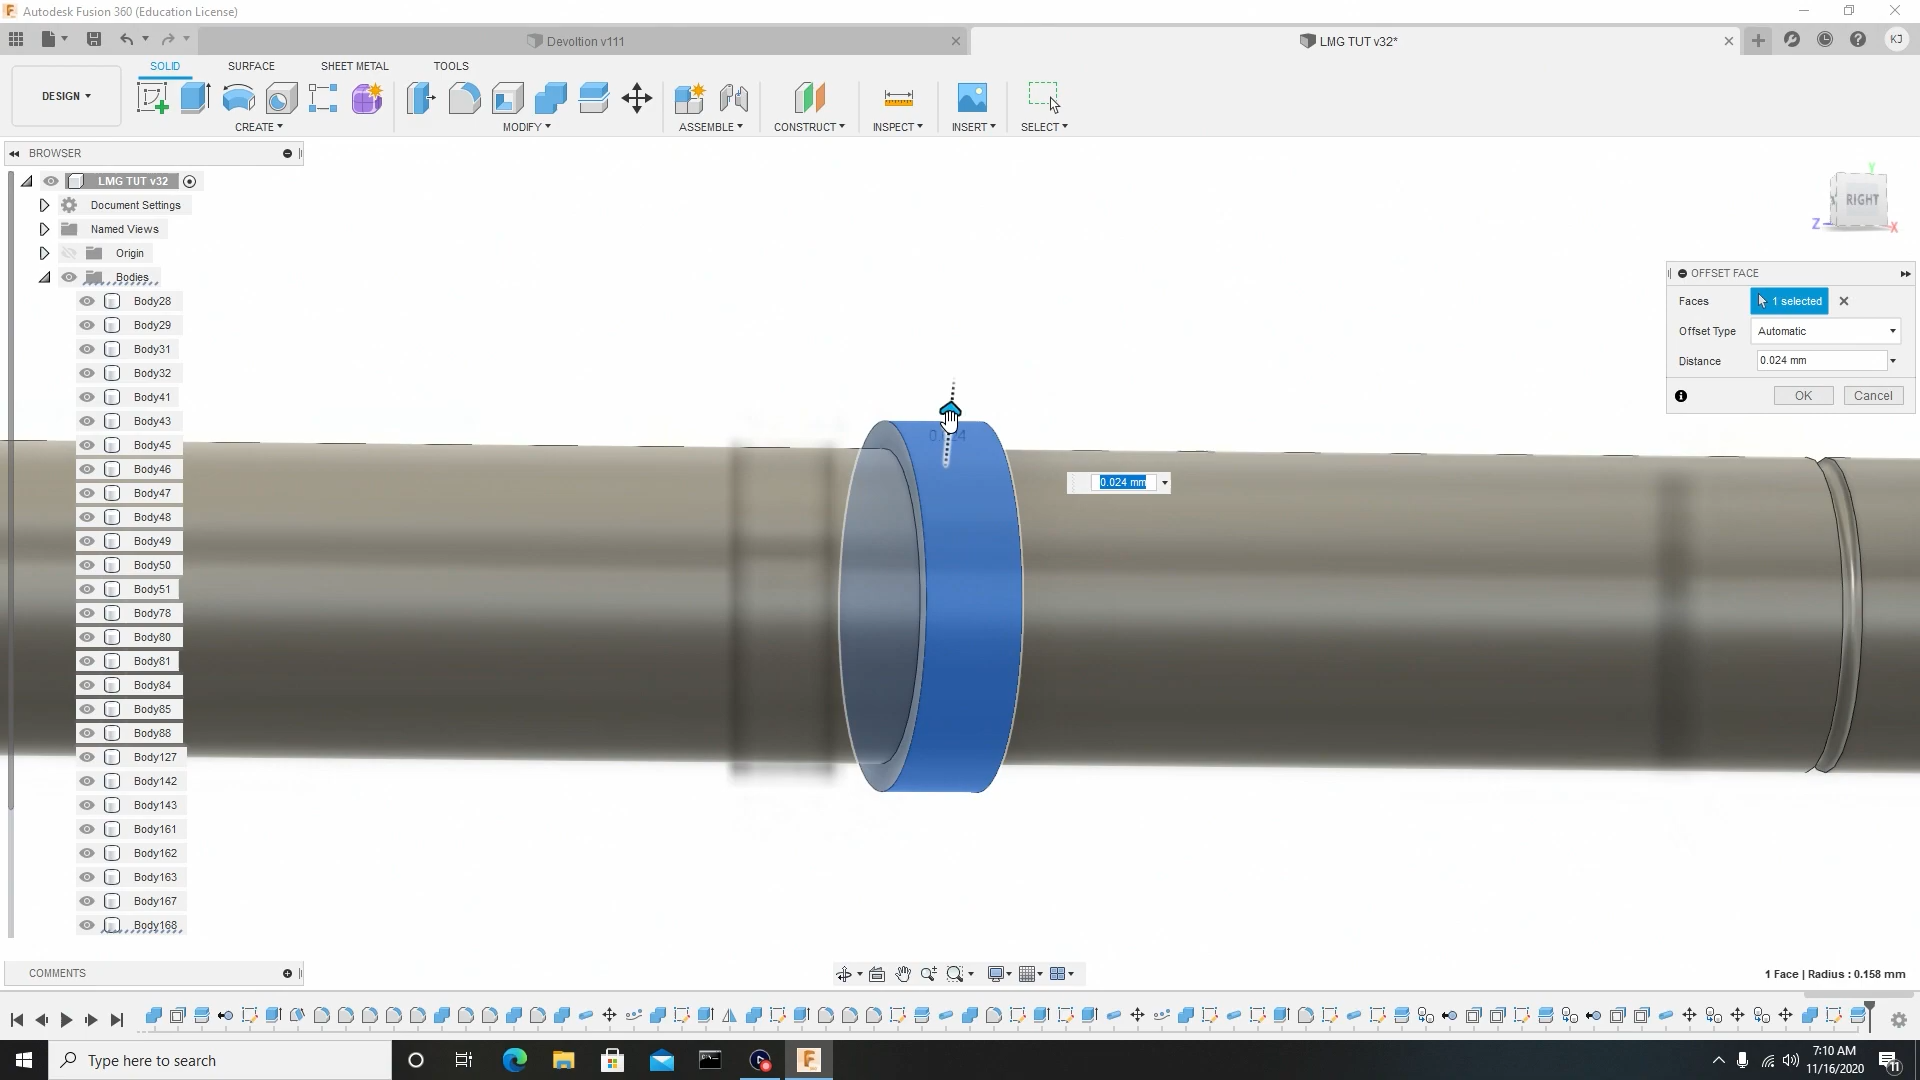 Autodesk Fusion 360 (Education License)
Devoltion v111
LMG TUT v32*
KJ
DESIGN
SOLID
SURFACE
SHEET METAL
TOOLS
CREATE
MODIFY
ASSEMBLE
CONSTRUCT
INSPECT
INSERT
SELECT
BROWSER
LMG TUT v32
Document Settings
Named Views
Origin
Bodies
Body28
Body29
Body31
Body32
Body41
Body43
Body45
Body46
Body47
Body48
Body49
Body50
Body51
Body78
Body80
Body81
Body84
Body85
Body88
Body127
Body142
Body143
Body161
Body162
Body163
Body167
Body168
Y
RIGHT
Z
X
OFFSET FACE
Faces
1 selected
Offset Type
Automatic
Distance
0.024 mm
OK
Cancel
0.024 mm
COMMENTS
1 Face | Radius : 0.158 mm
Type here to search
7:10 AM
11/16/2020
11